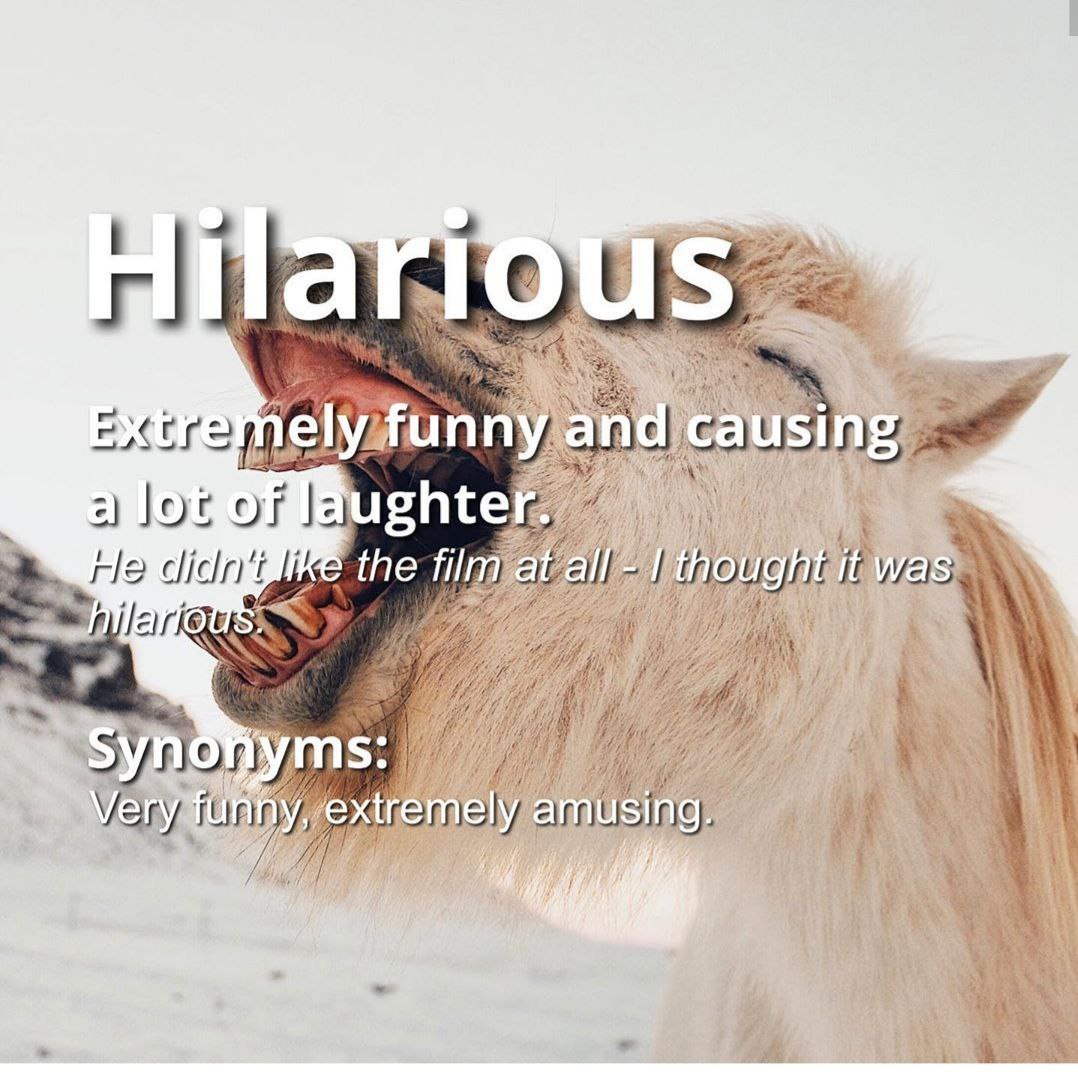 Hilarious
Extremely funny and causing
a lot of laughter.
He didn't like the film at all - I thought it was
hilarious.
Synonyms:
Very funny, extremely amusing.